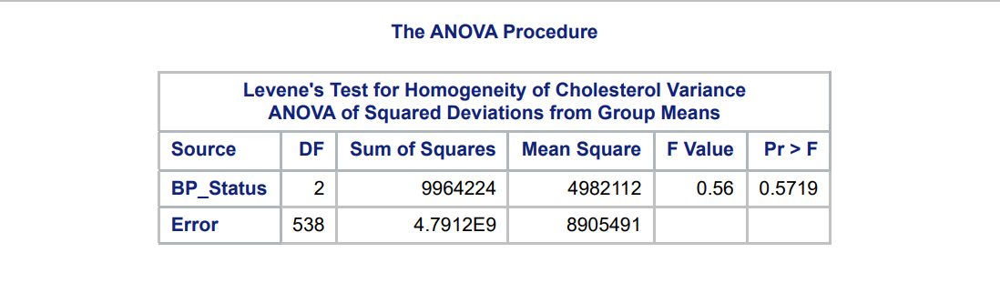 The ANOVA Procedure
Levene's Test for Homogeneity of Cholesterol Variance
ANOVA of Squared Deviations from Group Means
Source DF Sum of Squares Mean Square F Value Pr > F
BP_Status 2 9964224 4982112 0.56 0.5719
Error 538 4.7912E9 8905491